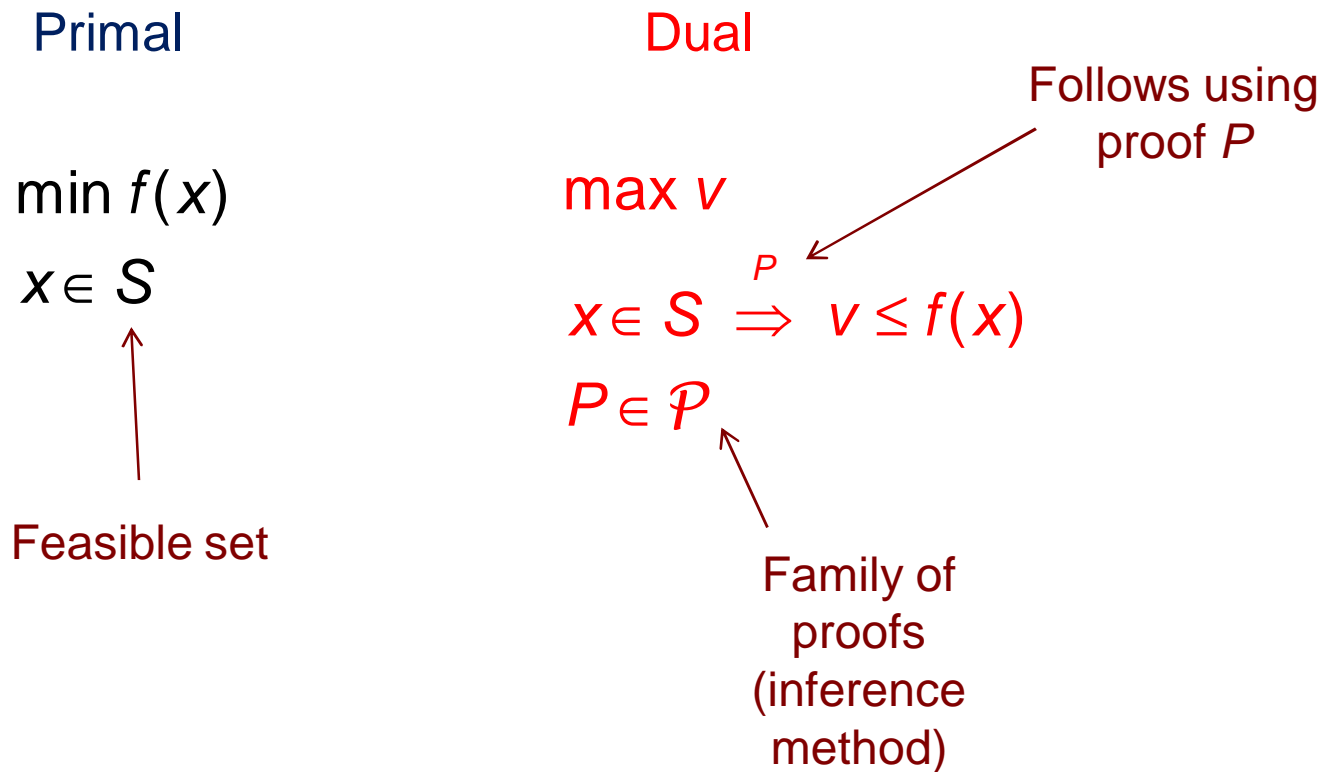 Primal
Dual
Follows using
proof P
min f(x)
x ∈ S
max v
x ∈ S ⇒ v ≤ f(x)
P
P ∈ 𝒫
Feasible set
Family of
proofs
(inference
method)